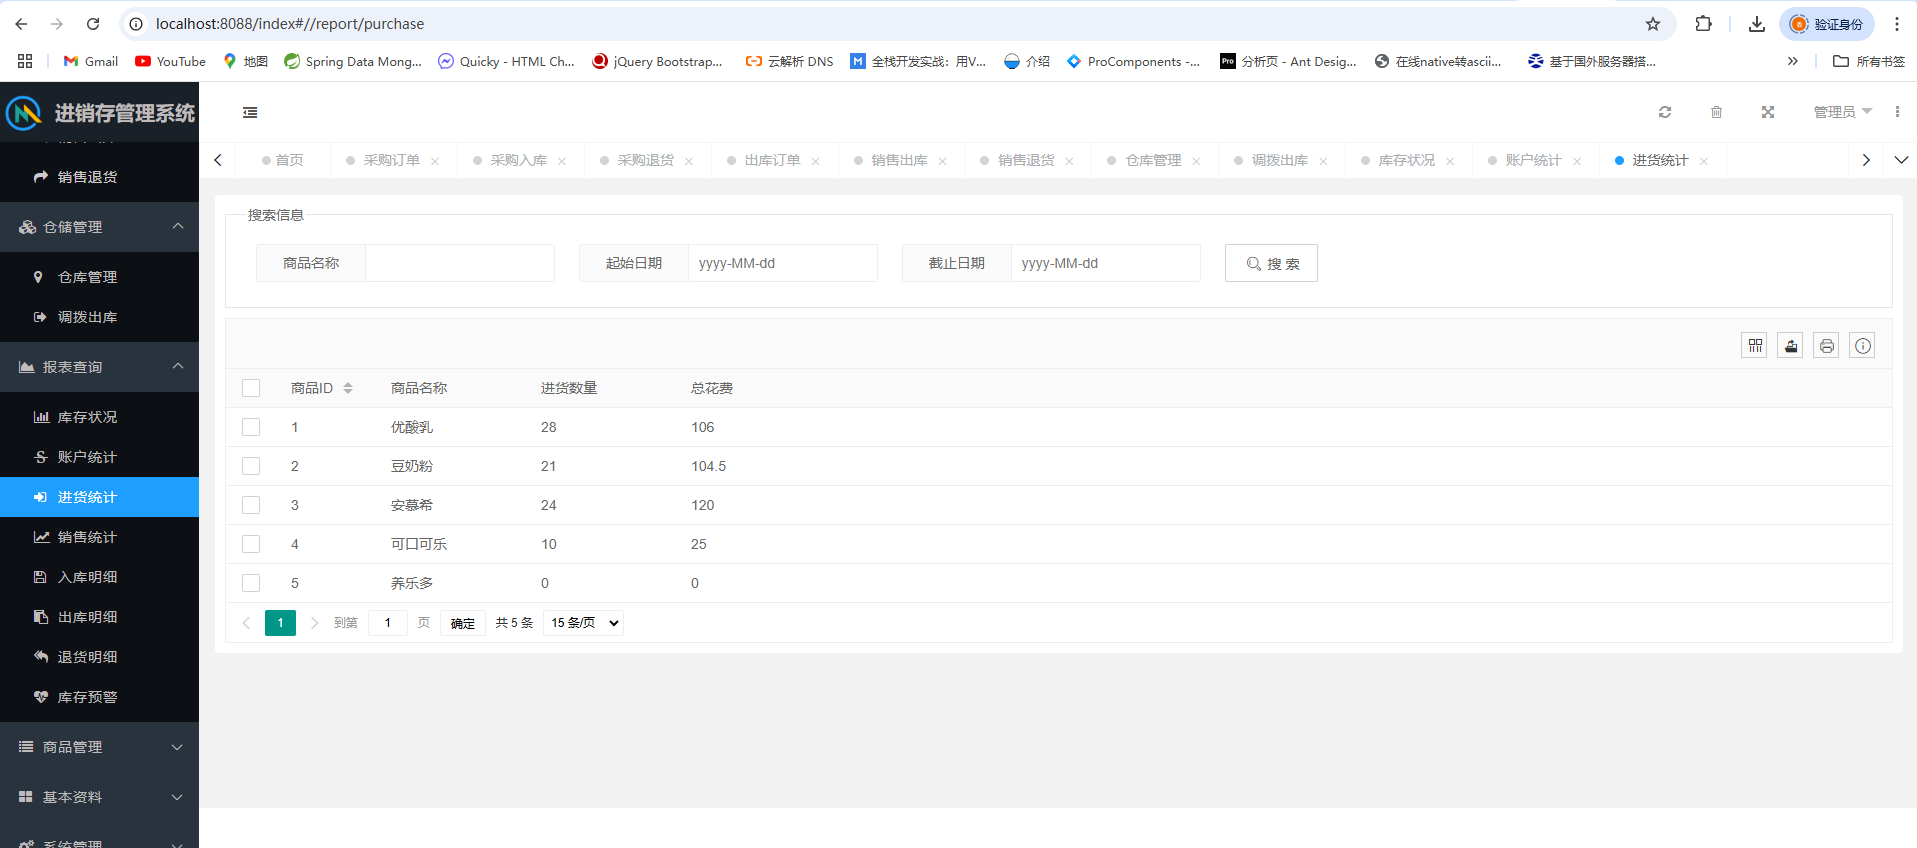 localhost:8088/index#//report/purchase
验证身份
Gmail
YouTube
地图
Spring Data Mong...
Quicky - HTML Ch...
jQuery Bootstrap...
云解析 DNS
全栈开发实战：用V...
介绍
ProComponents -...
Pro
分析页 - Ant Desig...
在线native转ascii...
基于国外服务器搭...
所有书签
进销存管理系统
管理员
首页
采购订单
采购入库
采购退货
出库订单
销售出库
销售退货
仓库管理
调拨出库
库存状况
账户统计
进货统计
销售退货
仓储管理
仓库管理
调拨出库
报表查询
库存状况
账户统计
进货统计
销售统计
入库明细
出库明细
退货明细
库存预警
商品管理
基本资料
系统管理
搜索信息
商品名称
起始日期 yyyy-MM-dd
截止日期 yyyy-MM-dd
搜 索
商品ID 商品名称 进货数量 总花费
1 优酸乳 28 106
2 豆奶粉 21 104.5
3 安慕希 24 120
4 可口可乐 10 25
5 养乐多 0 0
1 到第 1 页 确定 共 5 条 15 条/页